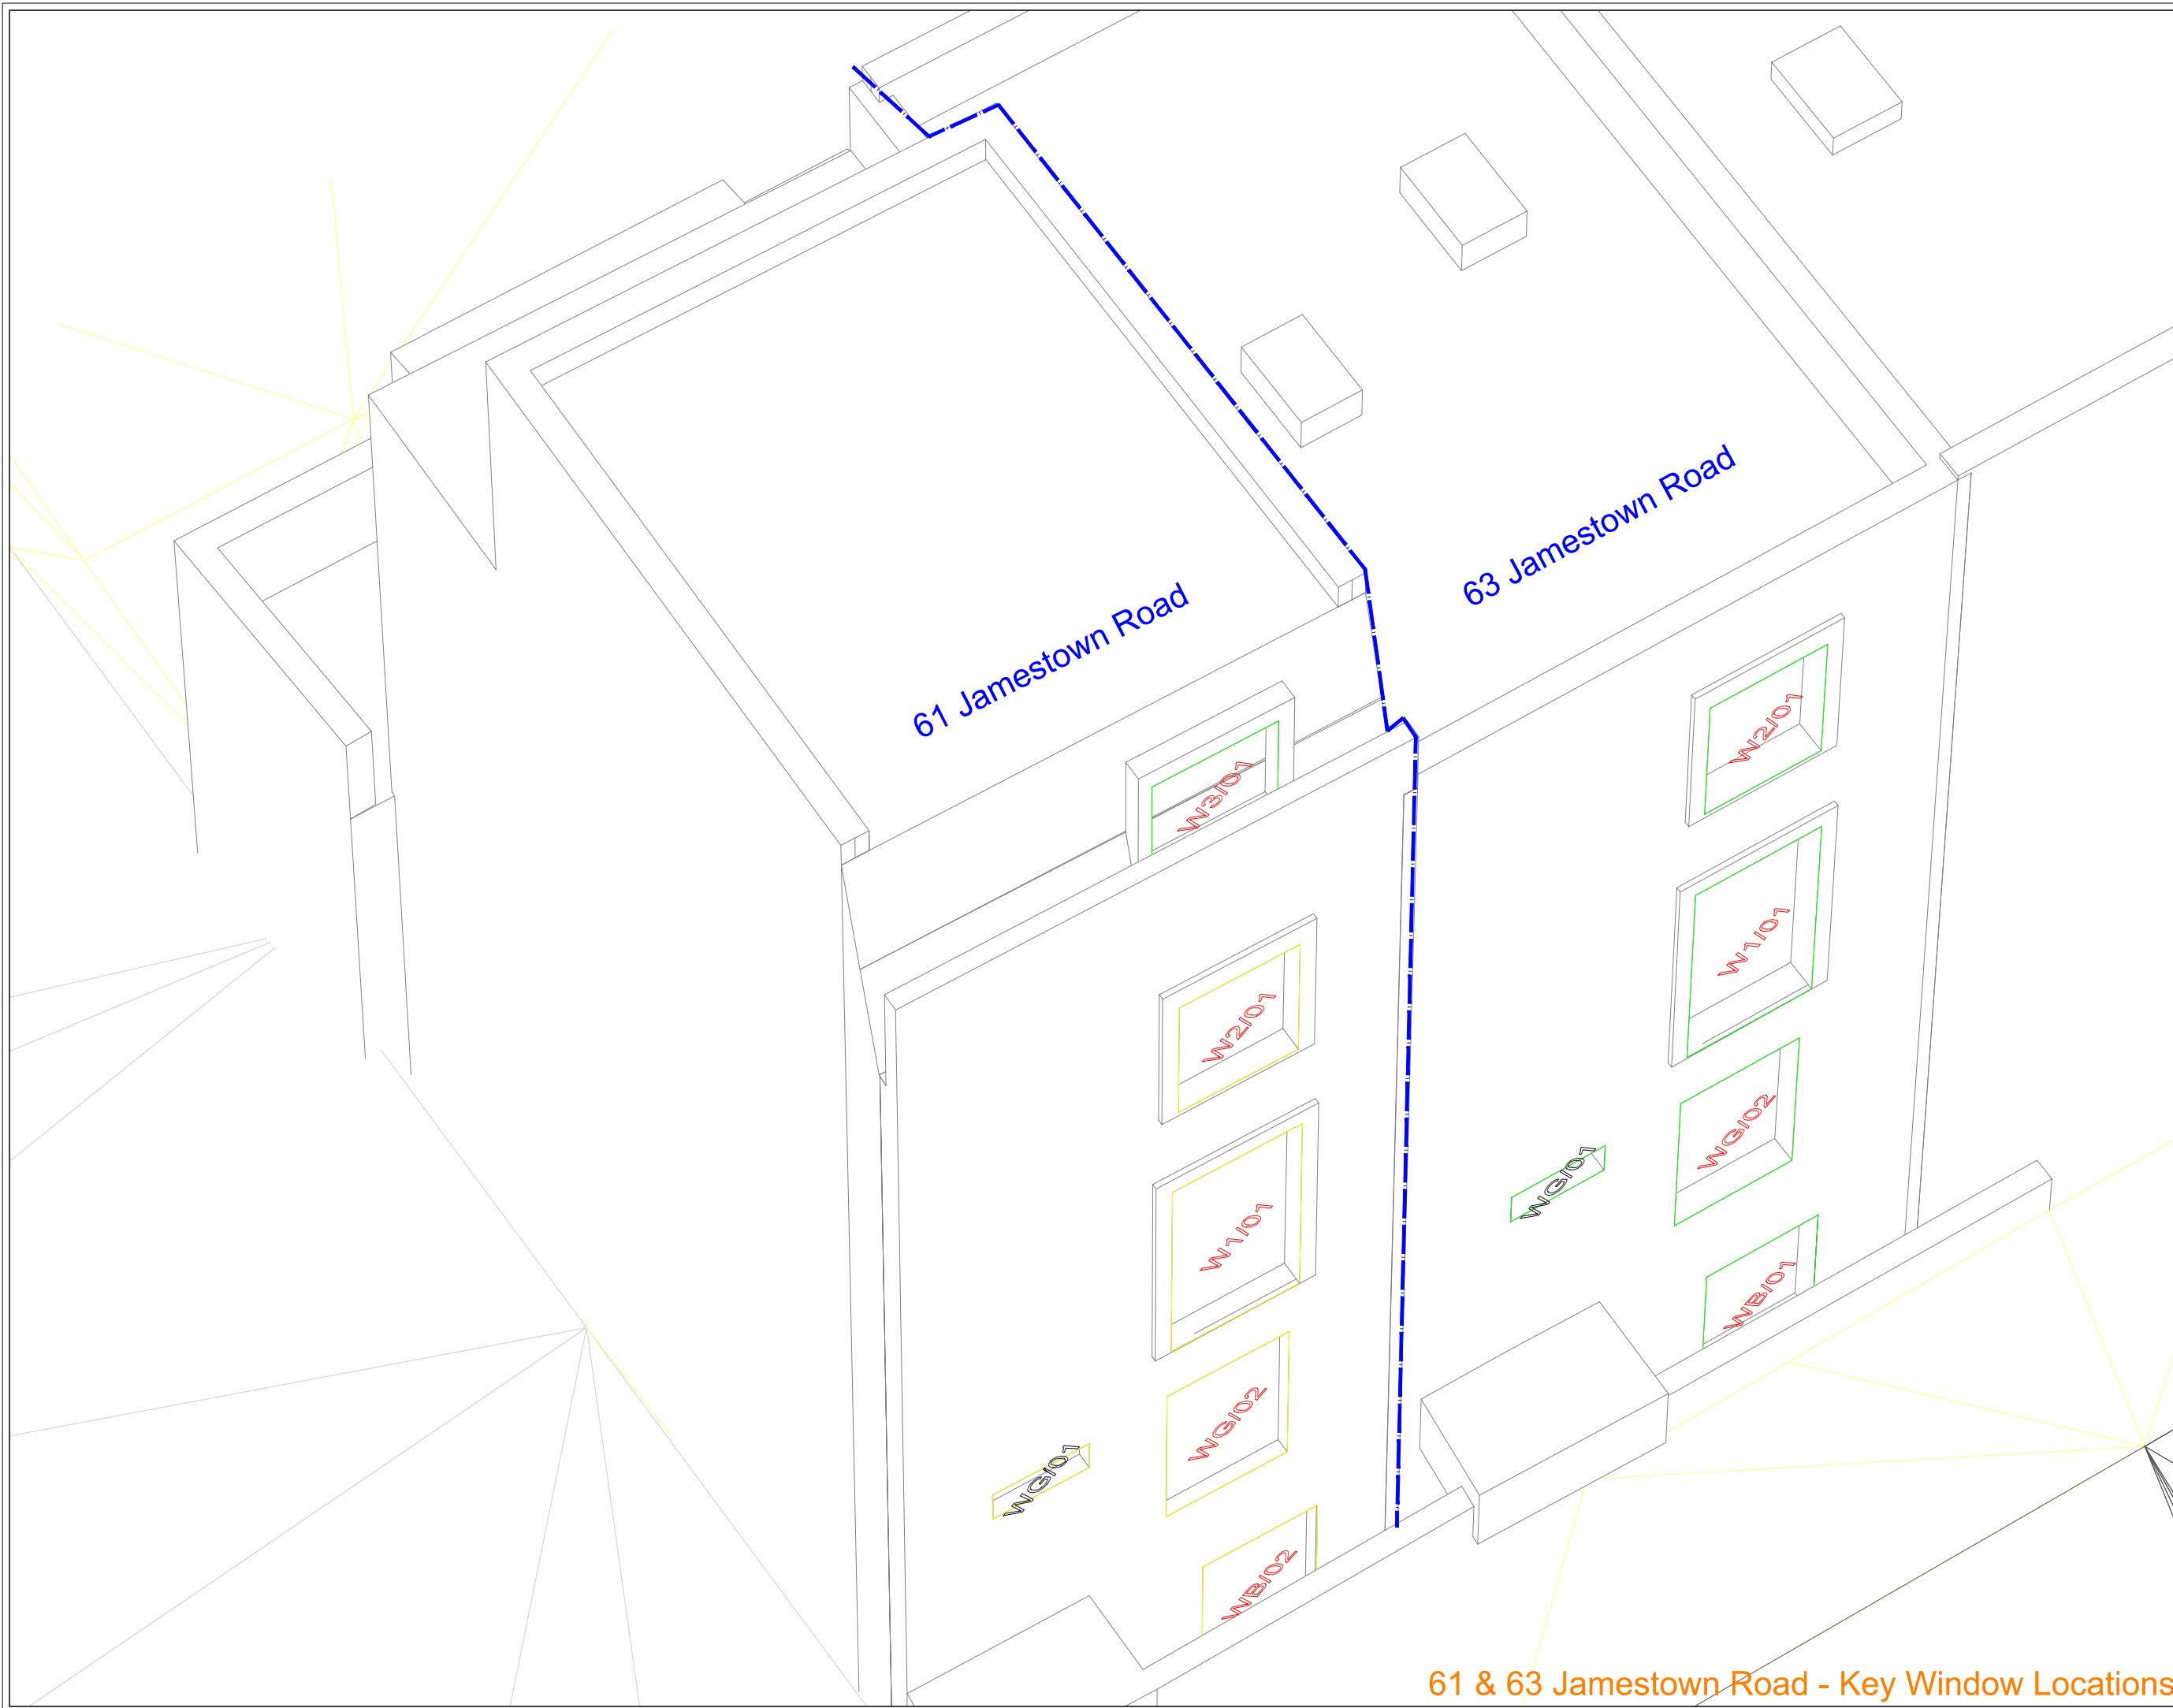 61 Jamestown Road
63 Jamestown Road
W3/01
W2/01
W1/01
WG/02
WG/01
WB/02
W2/01
W1/01
WG/02
WG/01
WB/01
61 & 63 Jamestown Road - Key Window Locations